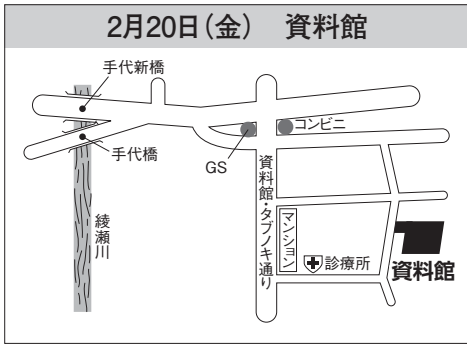 2月20日(金) 資料館
手代新橋
コンビニ
手代橋
GS
資料館・タブノキ通り
マンション
綾瀬川
診療所
資料館